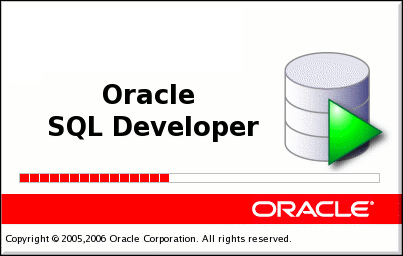 Oracle
SQL Developer
ORACLE®
Copyright © 2005,2006 Oracle Corporation. All rights reserved.